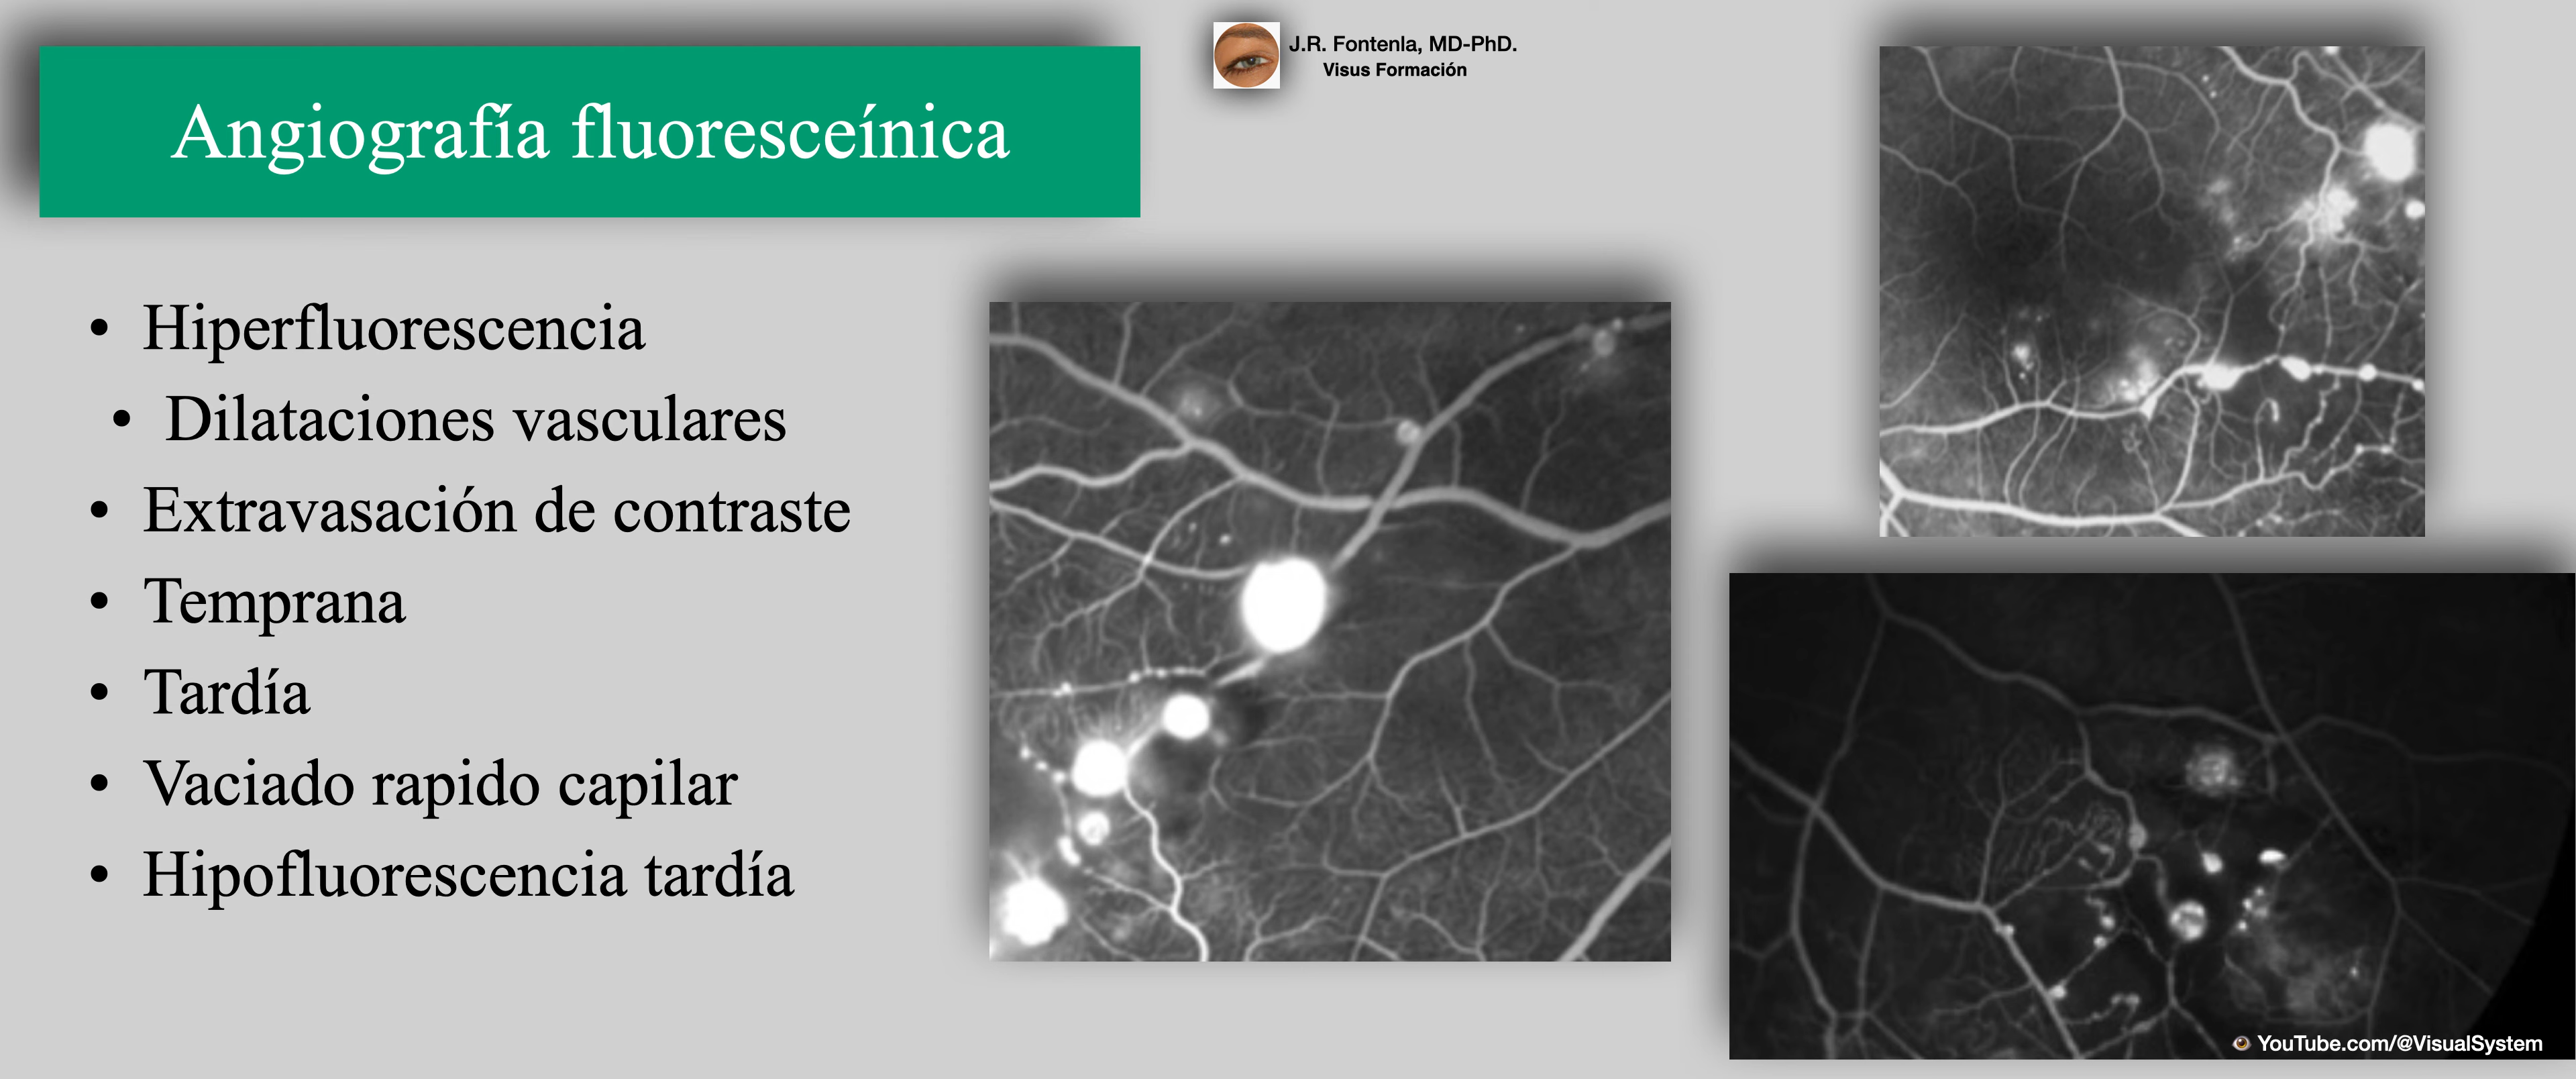 J.R. Fontenla, MD-PhD.
Visus Formación
Angiografía fluoresceínica
• Hiperfluorescencia
• Dilataciones vasculares
• Extravasación de contraste
• Temprana
• Tardía
• Vaciado rapido capilar
• Hipofluorescencia tardía
YouTube.com/@VisualSystem